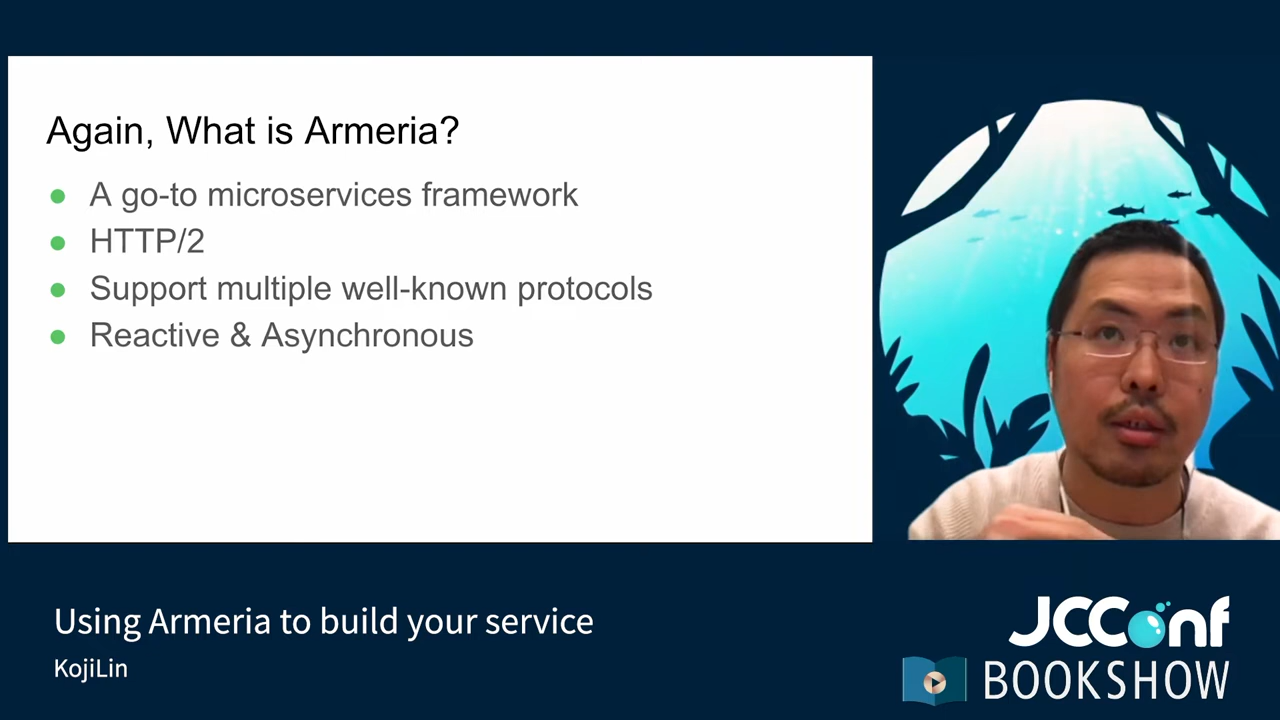 Again, What is Armeria?
● A go-to microservices framework
● HTTP/2
● Support multiple well-known protocols
● Reactive & Asynchronous
Using Armeria to build your service
KojiLin
JCConf
BOOKSHOW